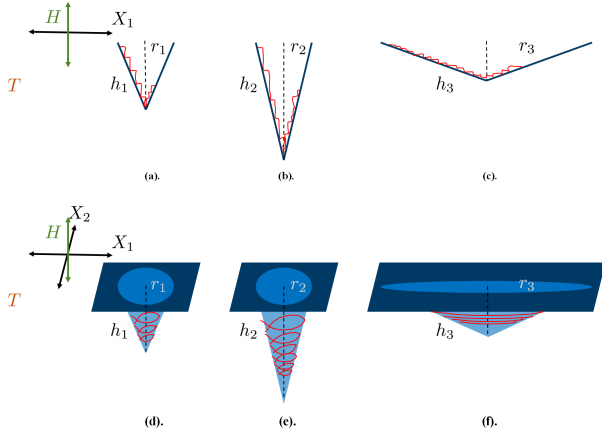 H X₁ r₁ r₂ r₃
T h₁ h₂ h₃
(a). (b). (c).
X₂
H X₁
T r₁ r₂ r₃
h₁ h₂ h₃
(d). (e). (f).